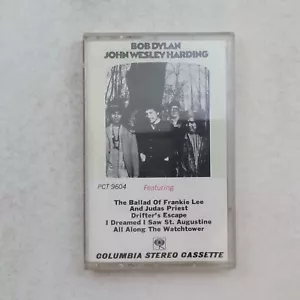 BOB DYLAN
JOHN WESLEY HARDING
PCT 9604
Featuring:
The Ballad Of Frankie Lee
And Judas Priest
Drifter's Escape
I Dreamed I Saw St. Augustine
All Along The Watchtower
COLUMBIA STEREO CASSETTE